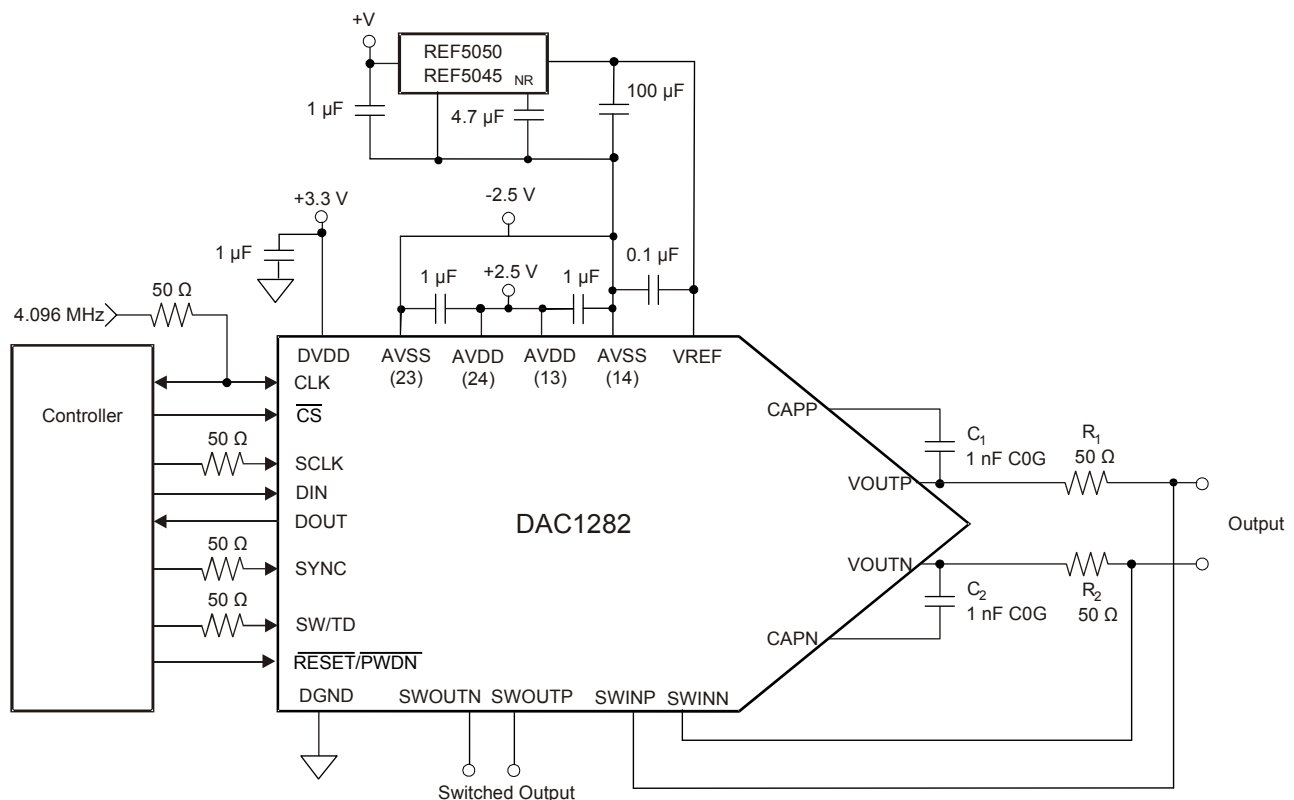 +V
REF5050
REF5045 NR
1 µF
4.7 µF
100 µF
+3.3 V
-2.5 V
1 µF
0.1 µF
1 µF
+2.5 V
1 µF
50 Ω
4.096 MHz
DVDD
AVSS
(23)
AVDD
(24)
AVDD
(13)
AVSS
(14)
VREF
Controller
CLK
CS
50 Ω
SCLK
DIN
DOUT
50 Ω
SYNC
50 Ω
SW/TD
RESET/PWDN
DAC1282
CAPP
C1
1 nF C0G
R1
50 Ω
VOUTP
Output
VOUTN
C2
1 nF C0G
R2
50 Ω
CAPN
DGND
SWOUTN
SWOUTP
SWINP
SWINN
Switched Output